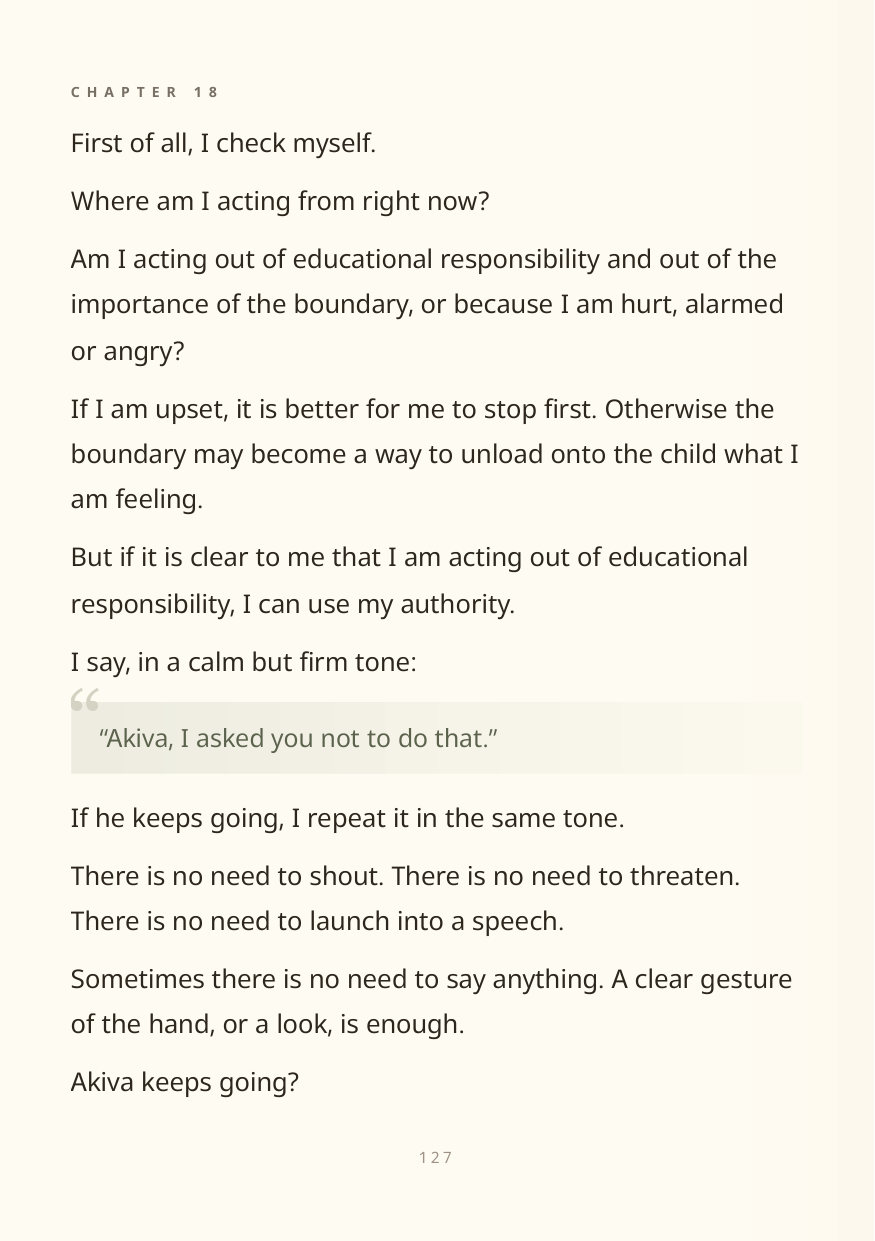 CHAPTER 18
First of all, I check myself.
Where am I acting from right now?
Am I acting out of educational responsibility and out of the
importance of the boundary, or because I am hurt, alarmed
or angry?
If I am upset, it is better for me to stop first. Otherwise the
boundary may become a way to unload onto the child what I
am feeling.
But if it is clear to me that I am acting out of educational
responsibility, I can use my authority.
I say, in a calm but firm tone:
“
“Akiva, I asked you not to do that.”
If he keeps going, I repeat it in the same tone.
There is no need to shout. There is no need to threaten.
There is no need to launch into a speech.
Sometimes there is no need to say anything. A clear gesture
of the hand, or a look, is enough.
Akiva keeps going?
127